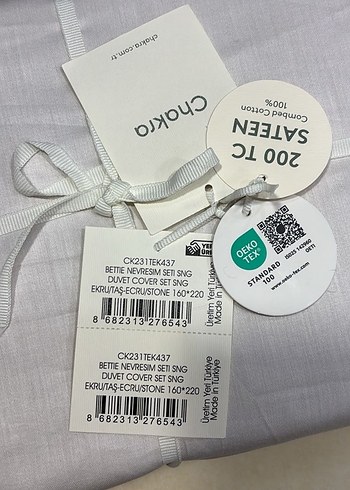 chakra.com.tr
Chakra
200 TC
SATEEN
100%
Combed Cotton
OEKO
TEX®
STANDARD
100
www.oeko-tex.com
CK231TEK437
BETTIE NEVRESIM SETI SNG
DUVET COVER SET SNG
EKRU/TAŞ-ECRU/STONE 160*220
8 682313 276543
Üretim Yeri Türkiye
Made in Türkiye
CK231TEK437
BETTIE NEVRESIM SETI SNG
DUVET COVER SET SNG
EKRU/TAŞ-ECRU/STONE 160*220
8 682313 276543
Üretim Yeri Türkiye
Made in Türkiye